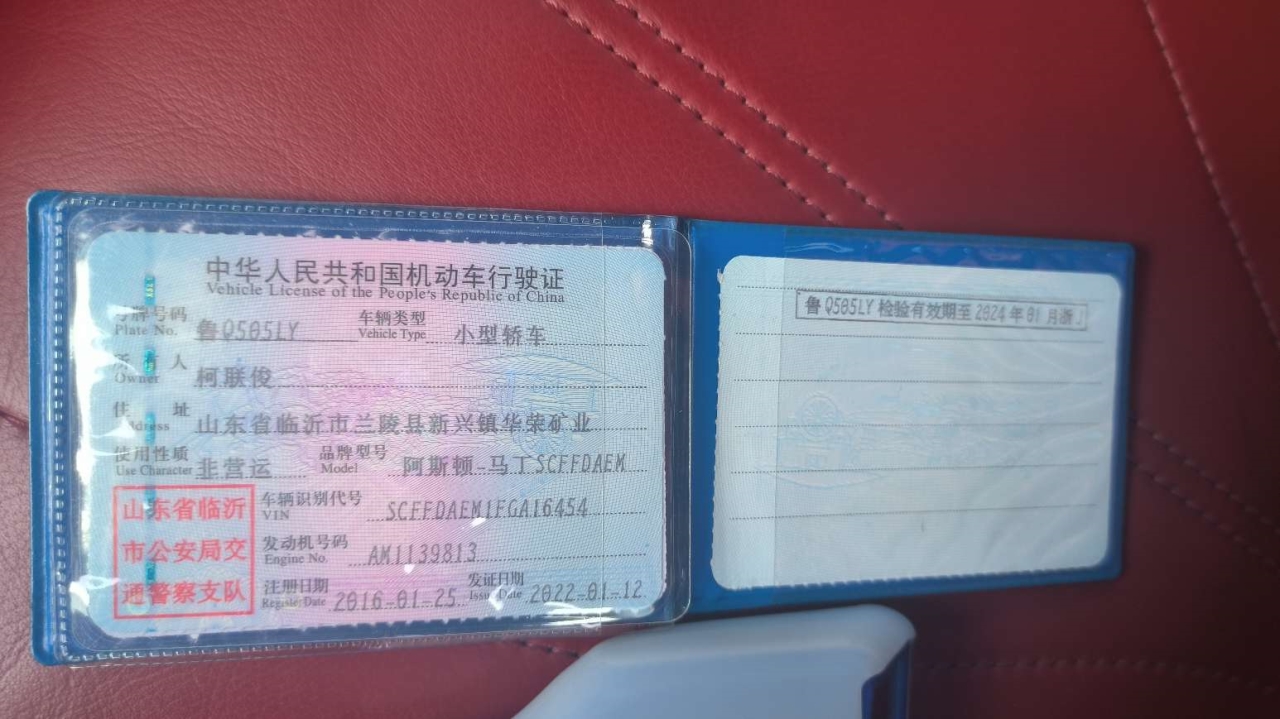 中华人民共和国机动车行驶证
Vehicle License of the People's Republic of China
号牌号码 鲁Q505LY 车辆类型 小型轿车
Plate No. Vehicle Type
所有人 柯联俊
Owner
住址 山东省临沂市兰陵县新兴镇华荣矿业
Address
使用性质 非营运 品牌型号 阿斯顿-马丁SCFFDAEM
Use Character Model
山东省临沂
市公安局交
通警察支队
车辆识别代号 SCFFDAEM1FGA16454
VIN
发动机号码 AM1139813
Engine No.
注册日期 2016-01-25 发证日期 2022-01-12
Register Date Issue Date
鲁Q505LY 检验有效期至2024年01月浙J